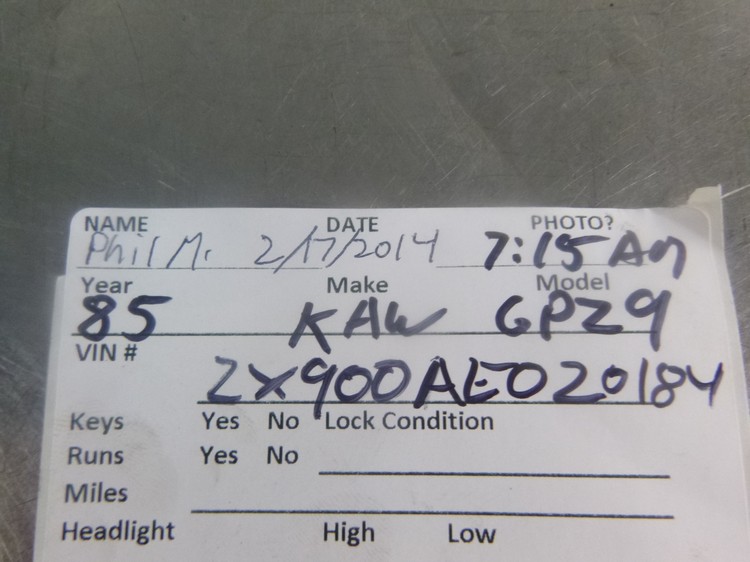 NAME DATE PHOTO?
Phil M. 2/17/2014 7:15 AM
Year Make Model
85 KAW GPZ9
VIN #
ZX900AE020184
Keys Yes No Lock Condition
Runs Yes No
Miles
Headlight High Low